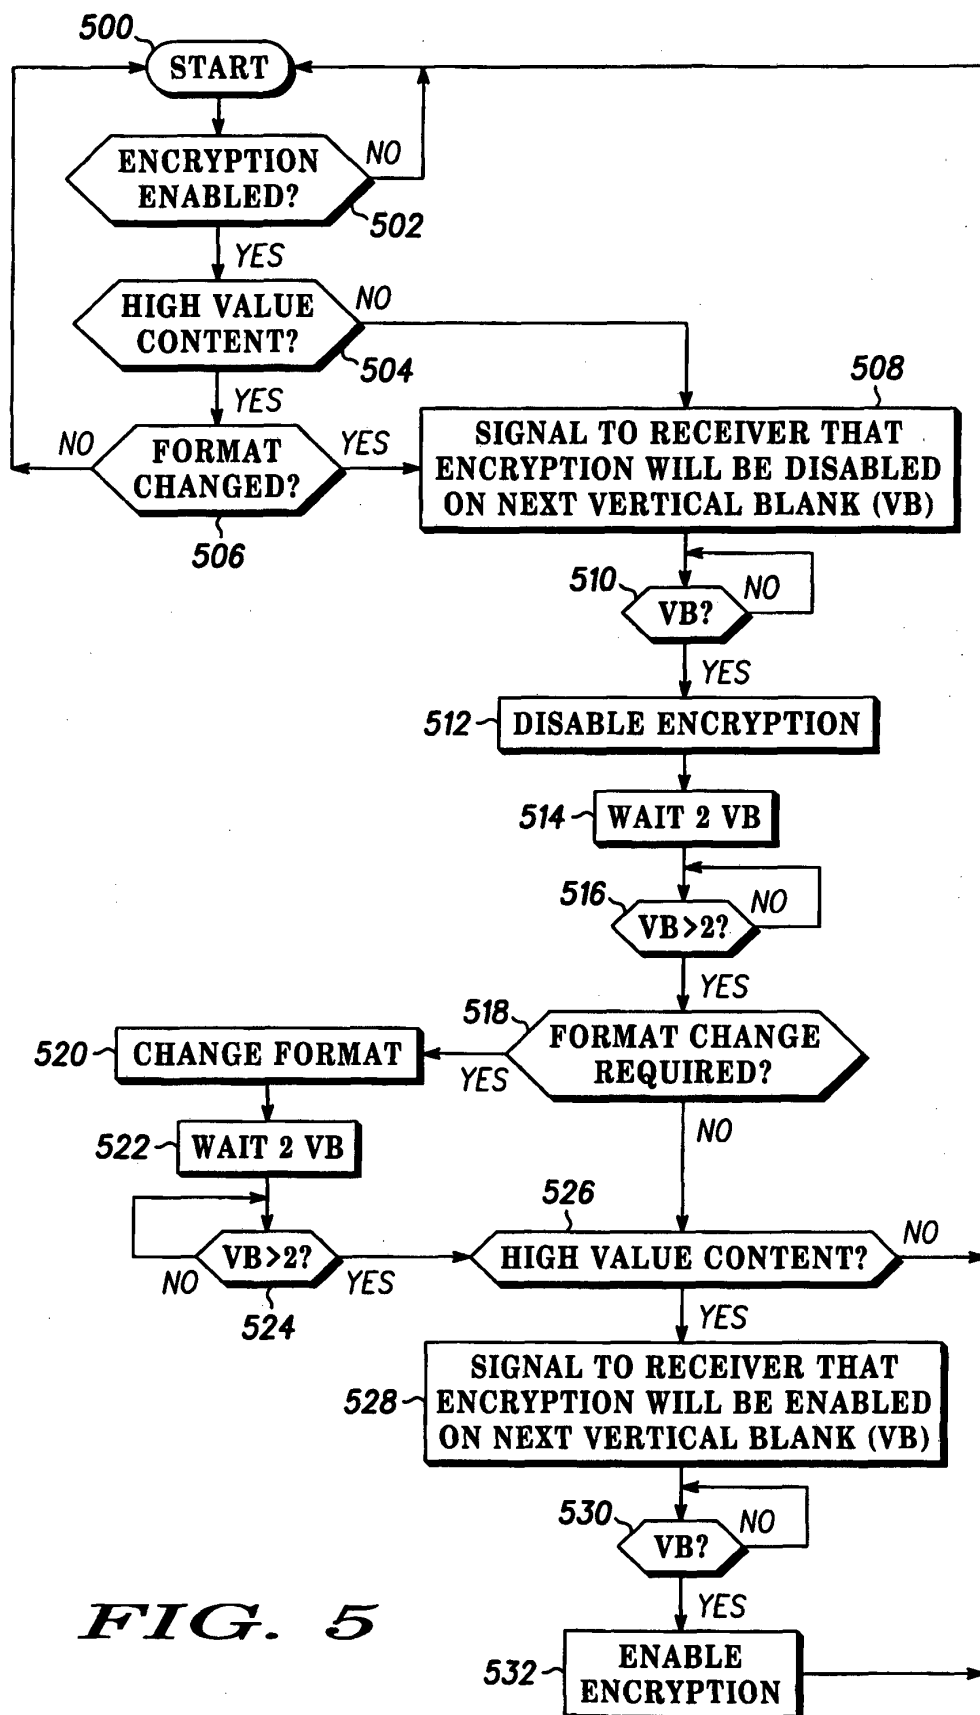 500
START
ENCRYPTION
ENABLED?
NO
502
YES
HIGH VALUE
CONTENT?
NO
504
YES
FORMAT
CHANGED?
NO
YES
506
508
SIGNAL TO RECEIVER THAT
ENCRYPTION WILL BE DISABLED
ON NEXT VERTICAL BLANK (VB)
510
VB?
NO
YES
512
DISABLE ENCRYPTION
514
WAIT 2 VB
516
VB>2?
NO
YES
518
FORMAT CHANGE
REQUIRED?
YES
NO
520
CHANGE FORMAT
522
WAIT 2 VB
VB>2?
NO
YES
524
526
HIGH VALUE CONTENT?
NO
YES
528
SIGNAL TO RECEIVER THAT
ENCRYPTION WILL BE ENABLED
ON NEXT VERTICAL BLANK (VB)
530
VB?
NO
YES
532
ENABLE
ENCRYPTION
FIG. 5